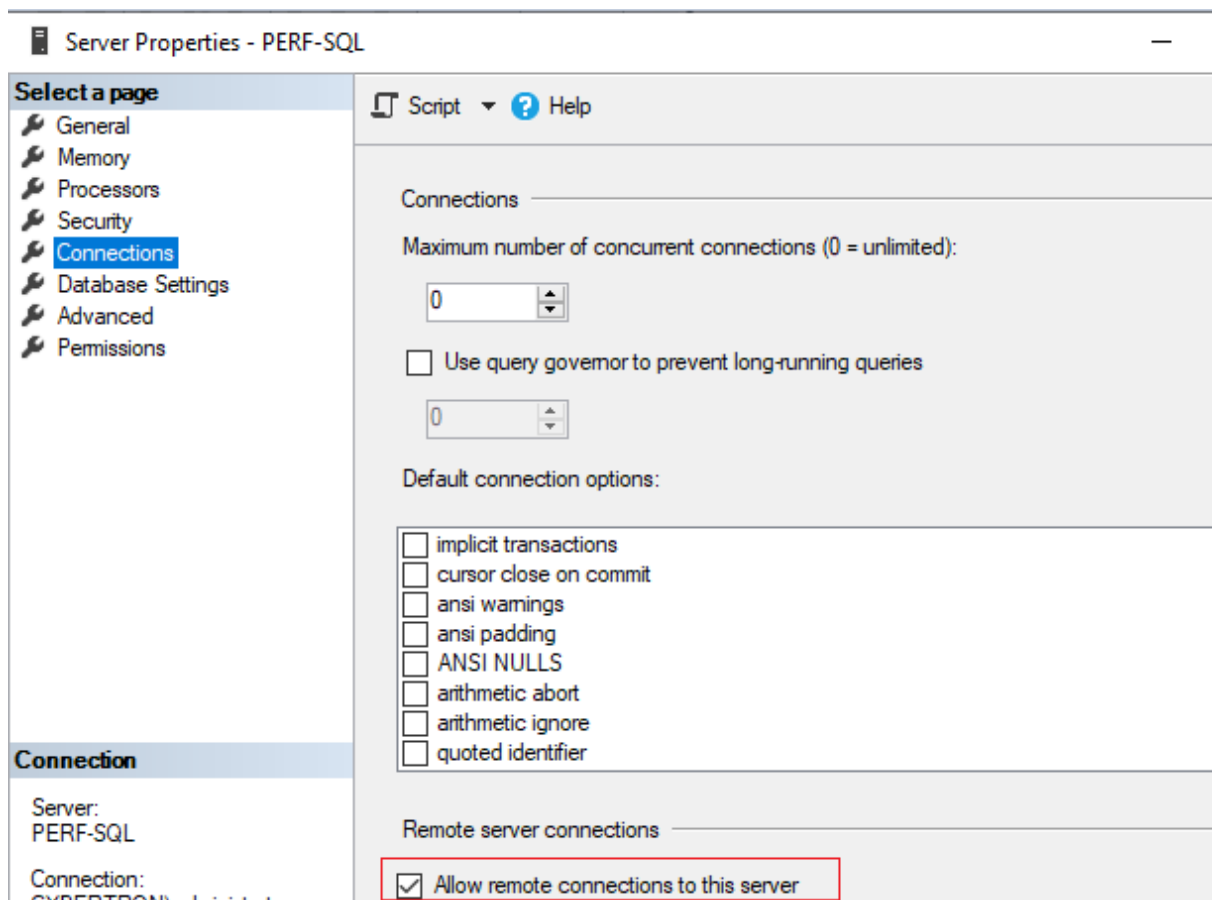 Server Properties - PERF-SQL
Select a page
General
Memory
Processors
Security
Connections
Database Settings
Advanced
Permissions
Script
Help
Connections
Maximum number of concurrent connections (0 = unlimited):
0
Use query governor to prevent long-running queries
0
Default connection options:
implicit transactions
cursor close on commit
ansi warnings
ansi padding
ANSI NULLS
arithmetic abort
arithmetic ignore
quoted identifier
Remote server connections
Allow remote connections to this server
Connection
Server:
PERF-SQL
Connection: